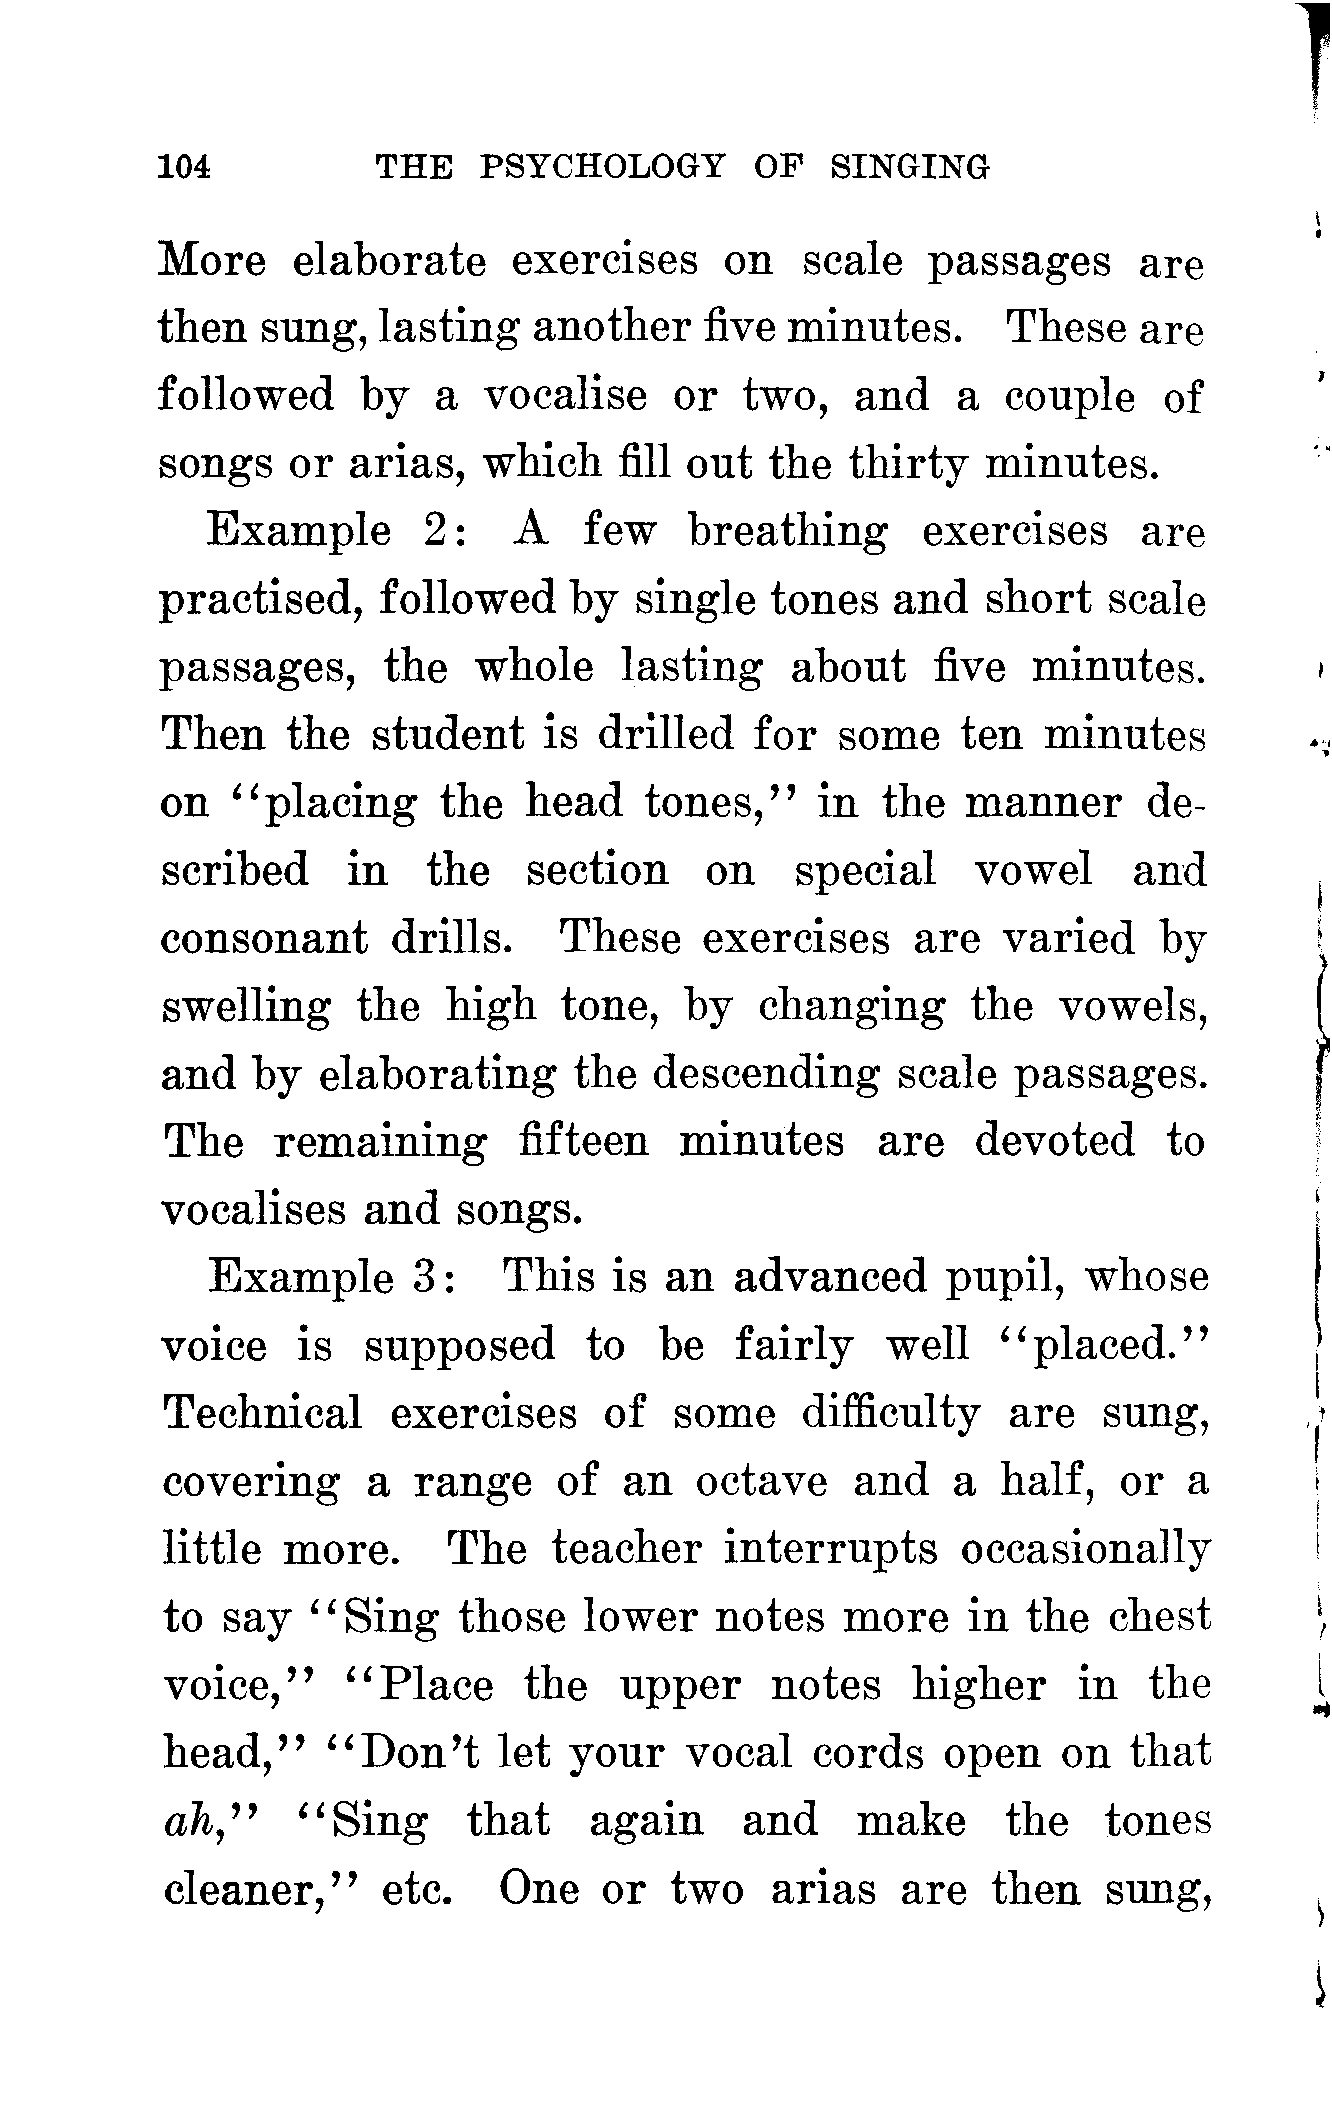 104 THE PSYCHOLOGY OF SINGING
More elaborate exercises on scale passages are
then sung, lasting another five minutes. These are
followed by a vocalise or two, and a couple of
songs or arias, which fill out the thirty minutes.
Example 2: A few breathing exercises are
practised, followed by single tones and short scale
passages, the whole lasting about five minutes.
Then the student is drilled for some ten minutes
on "placing the head tones," in the manner de-
scribed in the section on special vowel and
consonant drills. These exercises are varied by
swelling the high tone, by changing the vowels,
and by elaborating the descending scale passages.
The remaining fifteen minutes are devoted to
vocalises and songs.
Example 3: This is an advanced pupil, whose
voice is supposed to be fairly well "placed."
Technical exercises of some difficulty are sung,
covering a range of an octave and a half, or a
little more. The teacher interrupts occasionally
to say "Sing those lower notes more in the chest
voice," "Place the upper notes higher in the
head," "Don't let your vocal cords open on that
ah," "Sing that again and make the tones
cleaner," etc. One or two arias are then sung,